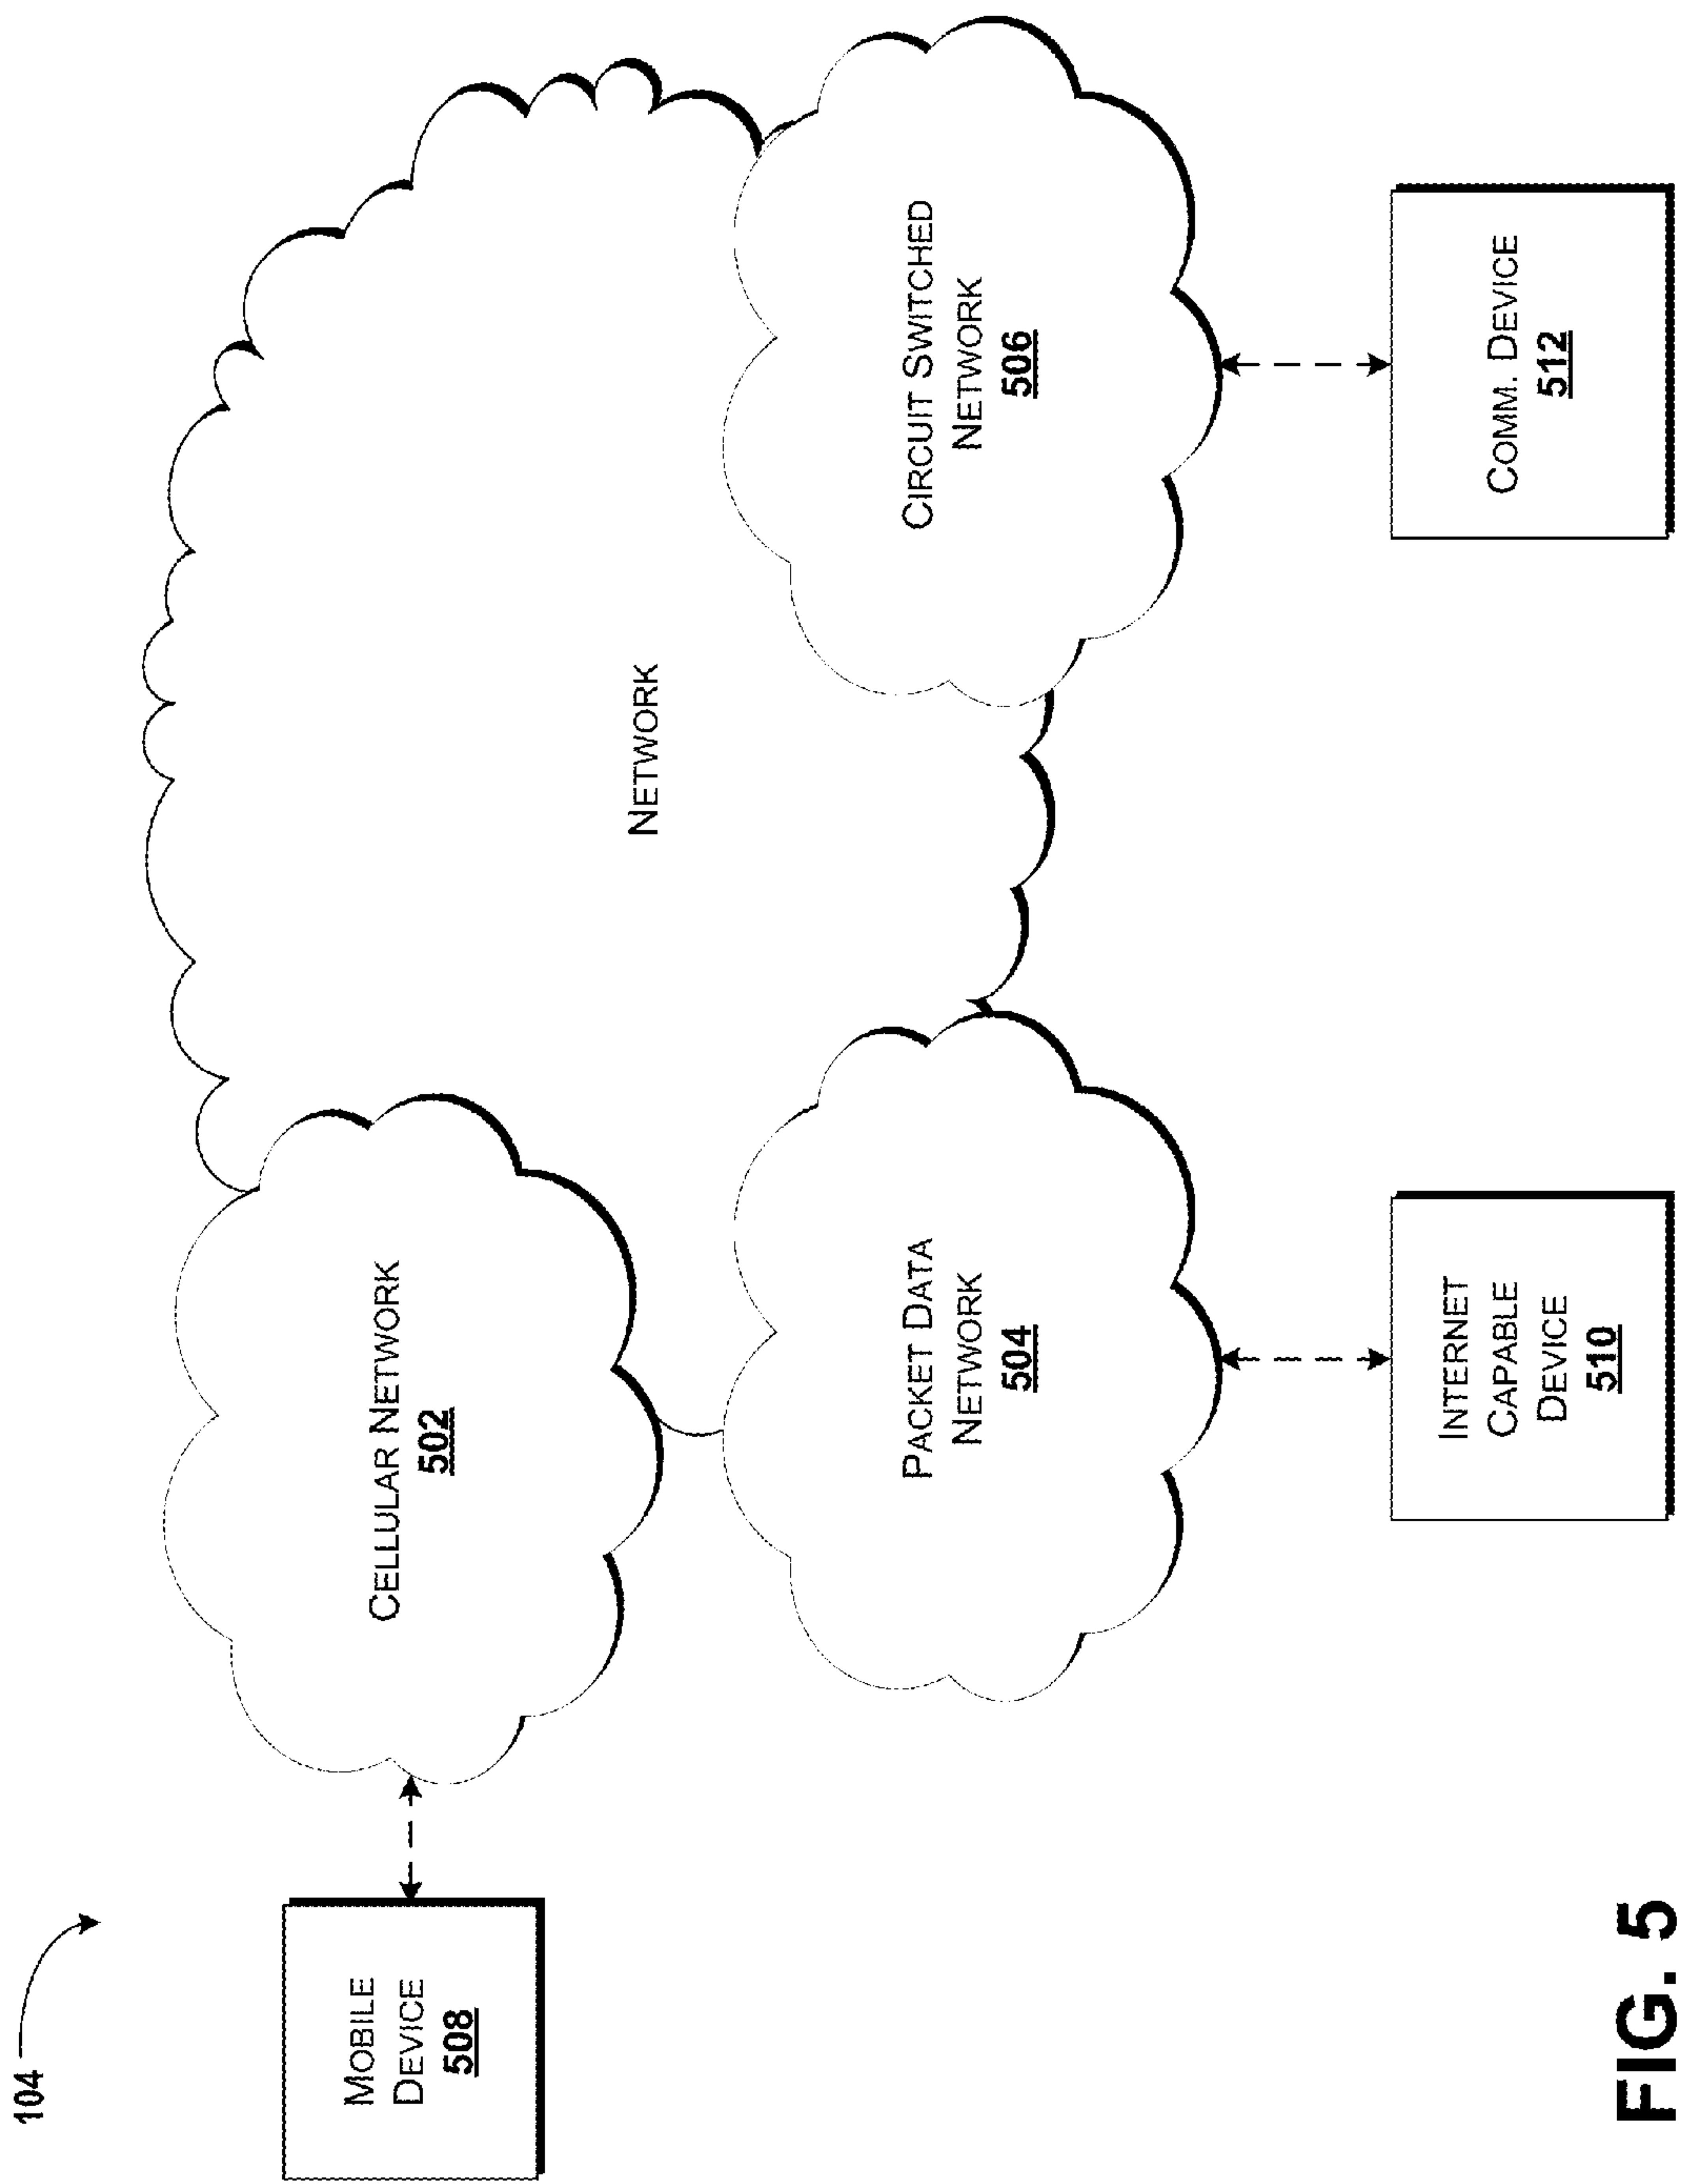 104
MOBILE
DEVICE
508
CELLULAR NETWORK
502
NETWORK
PACKET DATA
NETWORK
504
CIRCUIT SWITCHED
NETWORK
506
INTERNET
CAPABLE
DEVICE
510
COMM. DEVICE
512
FIG. 5